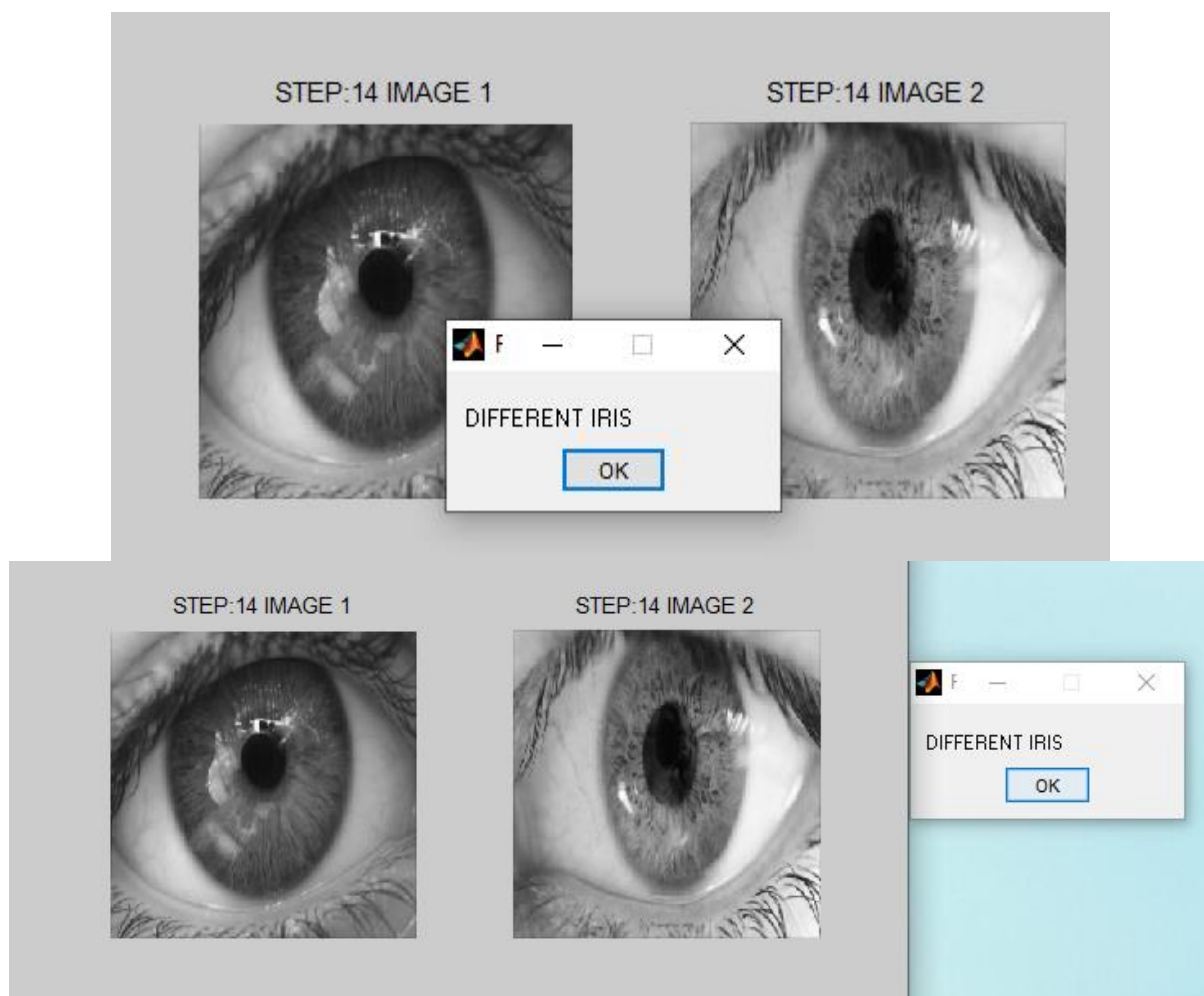 STEP:14 IMAGE 1
STEP:14 IMAGE 2
F
DIFFERENT IRIS
OK
STEP:14 IMAGE 1
STEP:14 IMAGE 2
F
DIFFERENT IRIS
OK